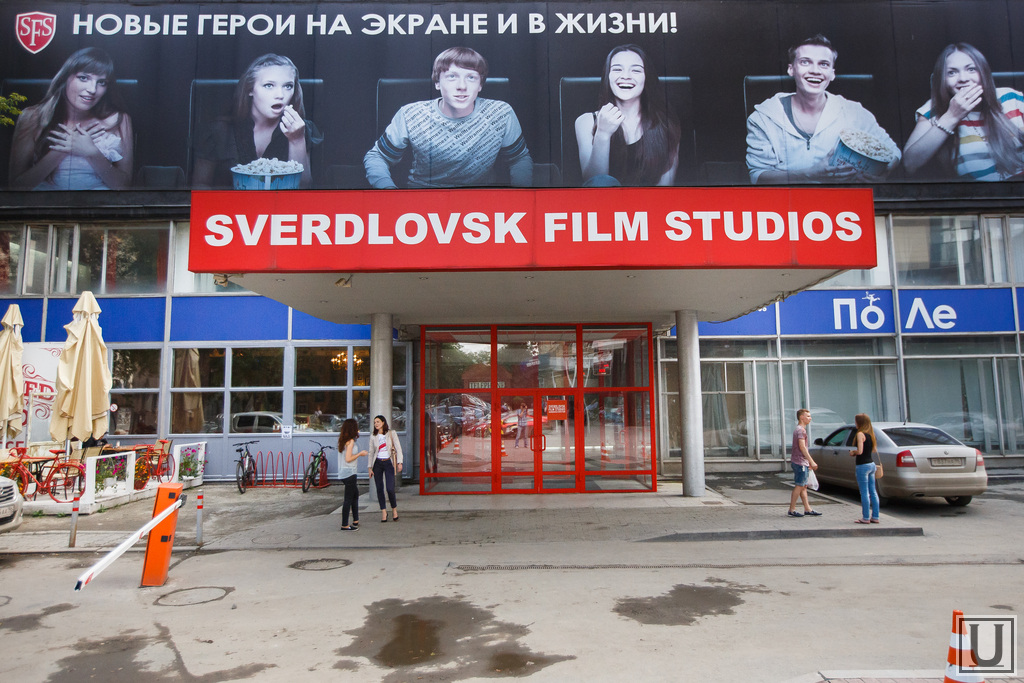 SFS
НОВЫЕ ГЕРОИ НА ЭКРАНЕ И В ЖИЗНИ!
SVERDLOVSK FILM STUDIOS
По Ле
U